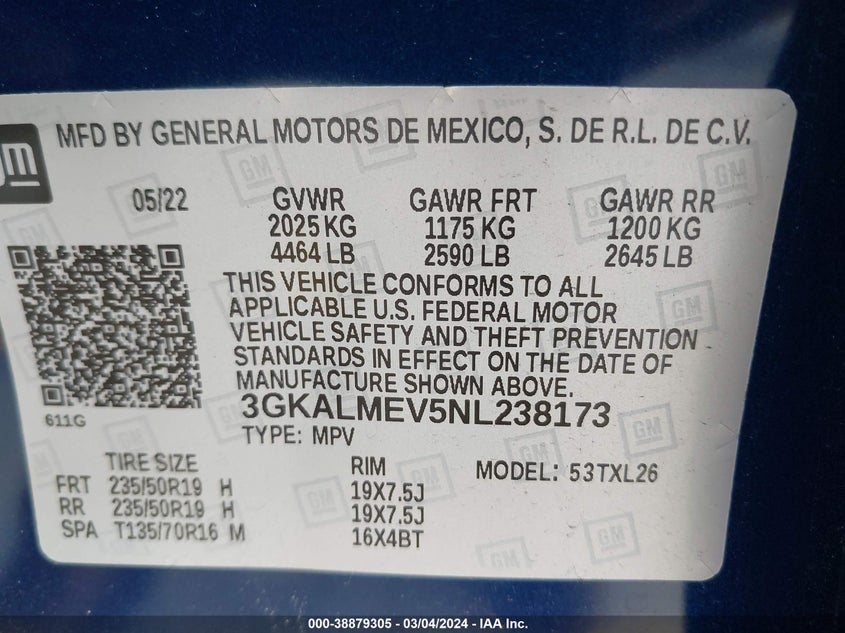 MFD BY GENERAL MOTORS DE MEXICO, S. DE R.L. DE C.V.
05/22 GVWR GAWR FRT GAWR RR
2025 KG 1175 KG 1200 KG
4464 LB 2590 LB 2645 LB
THIS VEHICLE CONFORMS TO ALL
APPLICABLE U.S. FEDERAL MOTOR
VEHICLE SAFETY AND THEFT PREVENTION
STANDARDS IN EFFECT ON THE DATE OF
MANUFACTURE SHOWN ABOVE.
611G
3GKALMEV5NL238173
TYPE: MPV
TIRE SIZE RIM MODEL: 53TXL26
FRT 235/50R19 H 19X7.5J
RR 235/50R19 H 19X7.5J
SPA T135/70R16 M 16X4BT
000-38879305 - 03/04/2024 - IAA Inc.